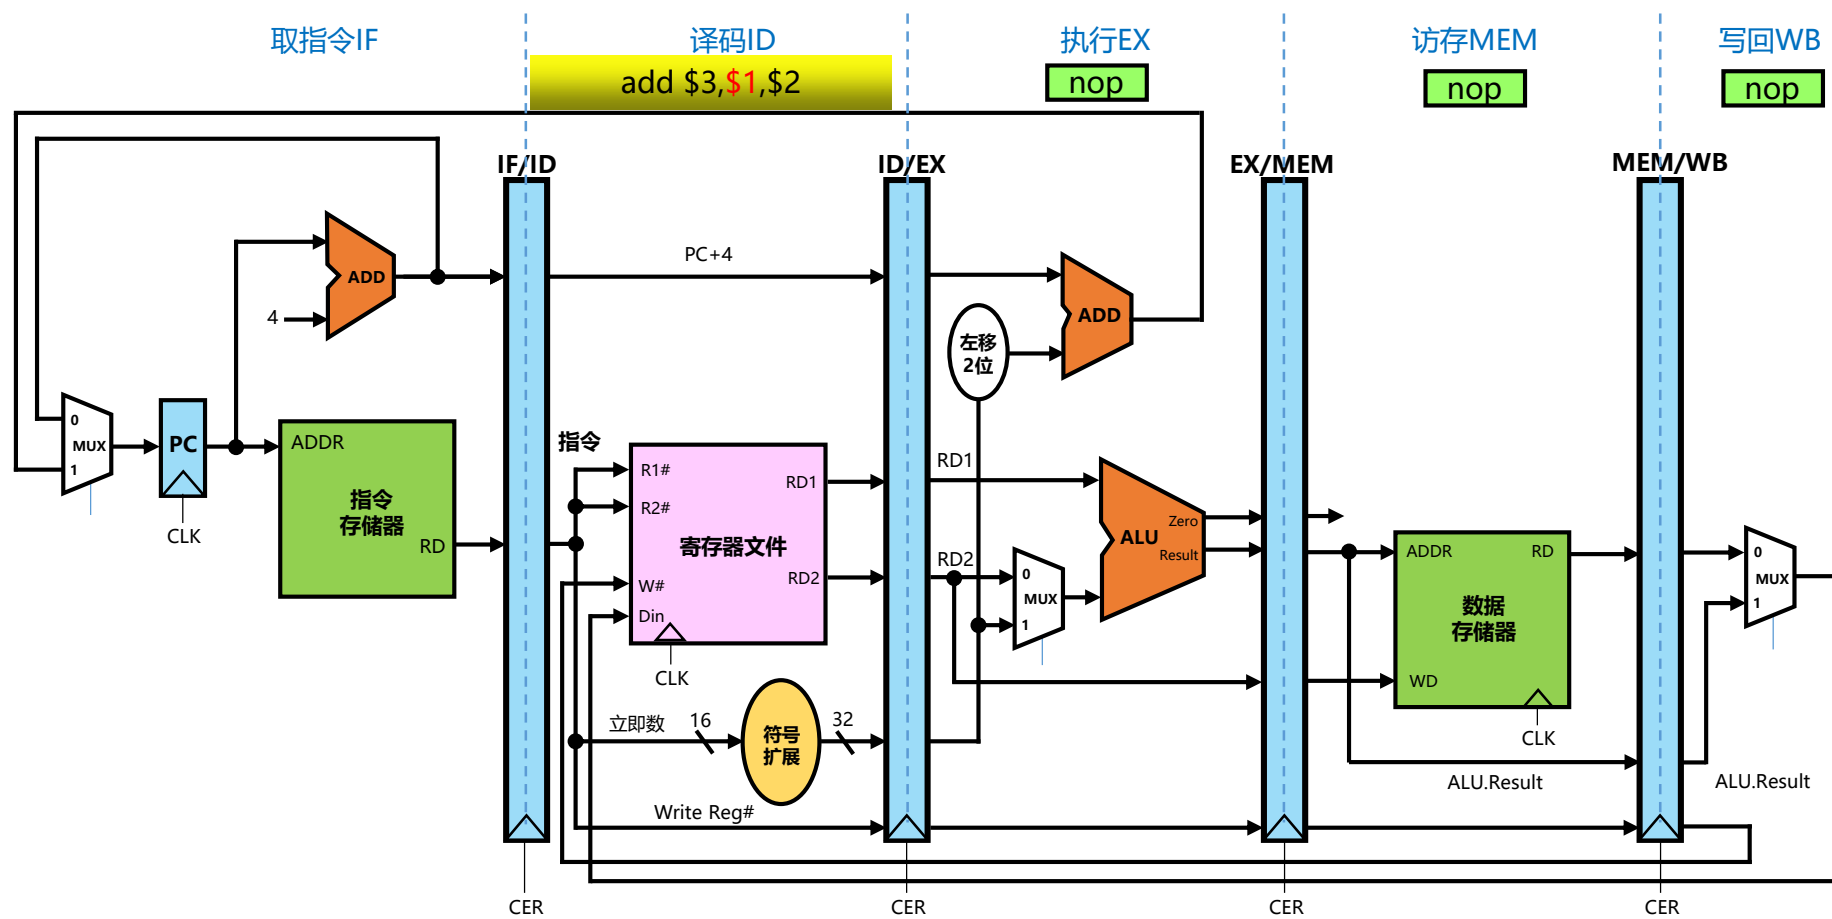 取指令IF
译码ID
执行EX
访存MEM
写回WB
add $3,$1,$2
nop
nop
nop
IF/ID
ID/EX
EX/MEM
MEM/WB
ADD
4
PC+4
ADD
左移
2位
0
MUX
1
PC
CLK
ADDR
指令
存储器
RD
指令
R1#
R2#
W#
Din
寄存器文件
RD1
RD2
CLK
立即数
16
符号
扩展
32
Write Reg#
RD1
RD2
0
MUX
1
ALU
Zero
Result
ADDR
RD
数据
存储器
WD
CLK
ALU.Result
0
MUX
1
ALU.Result
CER
CER
CER
CER